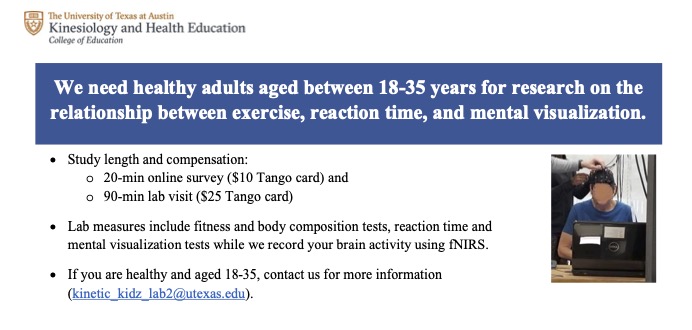 The University of Texas at Austin
Kinesiology and Health Education
College of Education
We need healthy adults aged between 18-35 years for research on the
relationship between exercise, reaction time, and mental visualization.
• Study length and compensation:
o 20-min online survey ($10 Tango card) and
o 90-min lab visit ($25 Tango card)
• Lab measures include fitness and body composition tests, reaction time and
mental visualization tests while we record your brain activity using fNIRS.
• If you are healthy and aged 18-35, contact us for more information
(kinetic_kidz_lab2@utexas.edu).